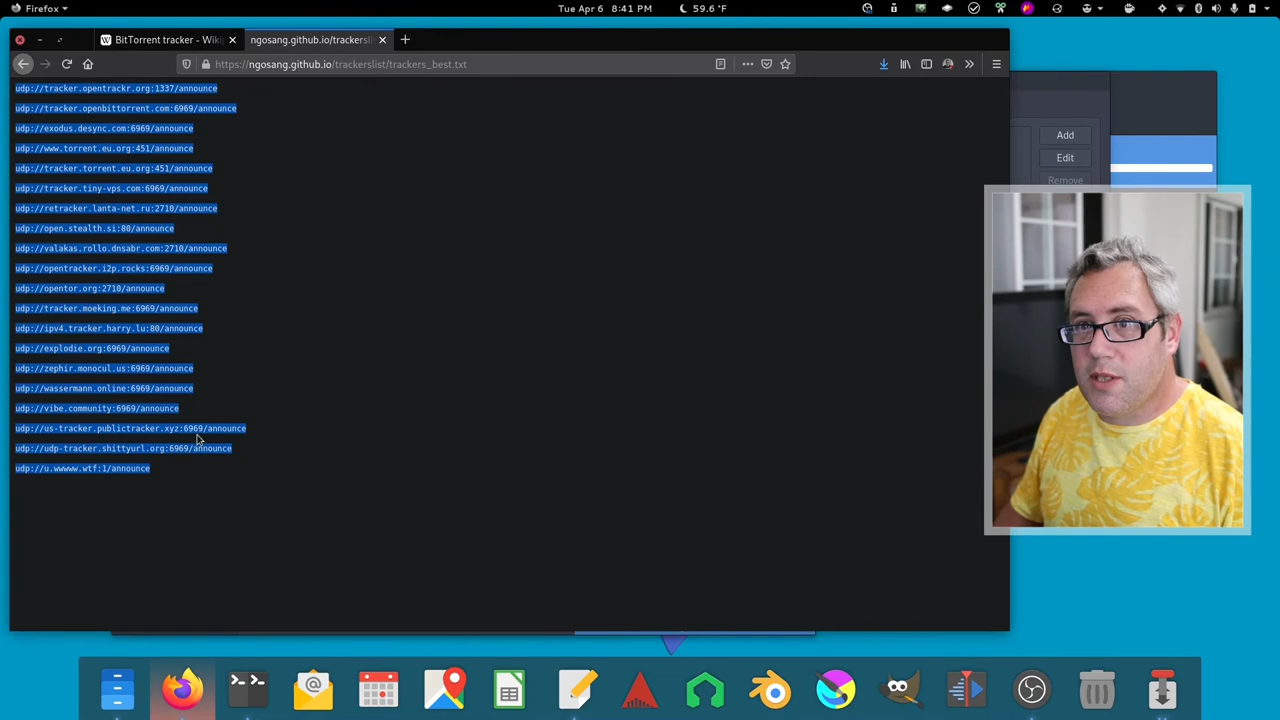 Firefox
Tue Apr 6 8:41 PM
59.6 °F
W BitTorrent tracker - Wiki
ngosang.github.io/trackersl
https://ngosang.github.io/trackerslist/trackers_best.txt
udp://tracker.opentrackr.org:1337/announce
udp://tracker.openbittorrent.com:6969/announce
udp://exodus.desync.com:6969/announce
udp://www.torrent.eu.org:451/announce
udp://tracker.torrent.eu.org:451/announce
udp://tracker.tiny-vps.com:6969/announce
udp://retracker.lanta-net.ru:2710/announce
udp://open.stealth.si:80/announce
udp://valakas.rollo.dnsabr.com:2710/announce
udp://opentracker.i2p.rocks:6969/announce
udp://opentor.org:2710/announce
udp://tracker.moeking.me:6969/announce
udp://ipv4.tracker.harry.lu:80/announce
udp://explodie.org:6969/announce
udp://zephir.monocul.us:6969/announce
udp://wassermann.online:6969/announce
udp://vibe.community:6969/announce
udp://us-tracker.publictracker.xyz:6969/announce
udp://udp-tracker.shittyurl.org:6969/announce
udp://u.wwwww.wtf:1/announce
Add
Edit
Remove